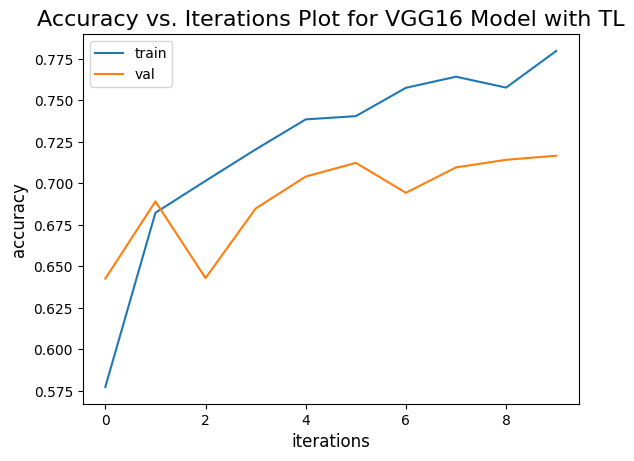 Accuracy vs. Iterations Plot for VGG16 Model with TL
train
val
0.775
0.750
0.725
0.700
0.675
0.650
0.625
0.600
0.575
accuracy
0 2 4 6 8
iterations